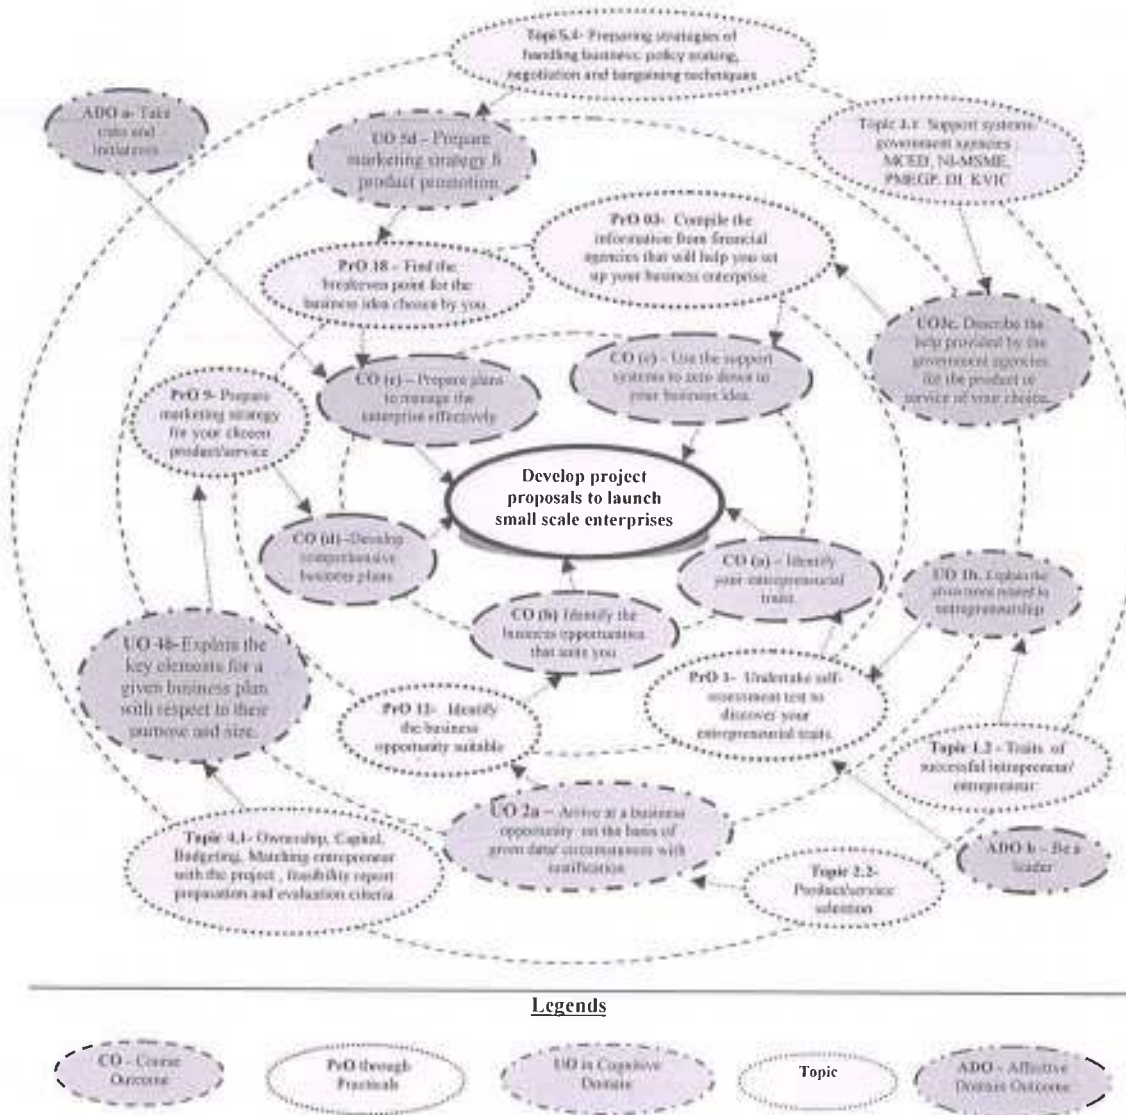 Topi 5.4- Preparing strategies of
handling business: policy making,
negotiation and bargaining techniques
ADO a- Take
and
initiatives
UO 5d – Prepare
marketing strategy &
product promotion
Topic 3.1 Support systems-
government agencies
MCED, NI-MSME,
PMEGP, DI, KVIC
PrO 03- Compile the
information from financial
agencies that will help you set
up your business enterprise
PrO 18 – Find the
breakeven point for the
business idea choice by you
UO3c. Describe the
help provided by the
government agencies
for the product or
service of your choice.
CO (e) – Prepare plans
to manage the
enterprise effectively
CO (c) – Use the support
systems to zero down to
your business idea.
PrO 9- Prepare
marketing strategy
for your chosen
product/service
Develop project
proposals to launch
small scale enterprises
CO (d) –Develop
comprehensive
business plans
CO (a) – Identify
your entrepreneurial
traits
UO 1b. Explain the
given term related to
entrepreneurship
CO (b) Identify the
business opportunities
that suits you
UO 4b-Explain the
key elements for a
given business plan
with respect to their
purpose and size.
PrO 1- Undertake self-
assessment test to
discover your
entrepreneurial traits
PrO 12- Identify
the business
opportunity suitable
Topic 1.2 - Traits of
successful intrepreneur/
entrepreneur
UO 2a – Arrive at a business
opportunity on the basis of
given data/ circumstances with
Topic 4.1- Ownership, Capital,
Budgeting, Matching entrepreneur
with the project , feasibility report
preparation and evaluation criteria
ADO b – Be a
leader
Topic 2.2-
Product/service
selection
Legends
CO - Course
Outcome
PrO through
Practicals
UO in Cognitive
Domain
Topic
ADO - Affective
Domain Outcome